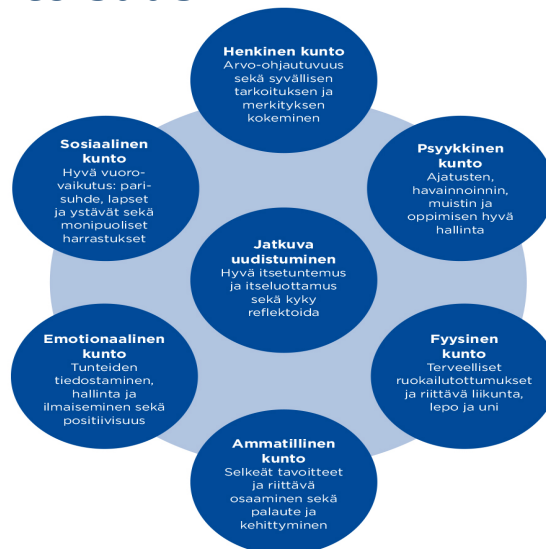 Henkinen kunto
Arvo-ohjautuvuus
sekä syvällisen
tarkoituksen ja
merkityksen
kokeminen
Sosiaalinen
kunto
Hyvä vuoro-
vaikutus: pari-
suhde, lapset
ja ystävät sekä
monipuoliset
harrastukset
Psyykkinen
kunto
Ajatusten,
havainnoinnin,
muistin ja
oppimisen hyvä
hallinta
Jatkuva
uudistuminen
Hyvä itsetuntemus
ja itseluottamus
sekä kyky
reflektoida
Emotionaalinen
kunto
Tunteiden
tiedostaminen,
hallinta ja
ilmaiseminen sekä
positiivisuus
Fyysinen
kunto
Terveelliset
ruokailutottumukset
ja riittävä liikunta,
lepo ja uni
Ammatillinen
kunto
Selkeät tavoitteet
ja riittävä
osaaminen sekä
palaute ja
kehittyminen